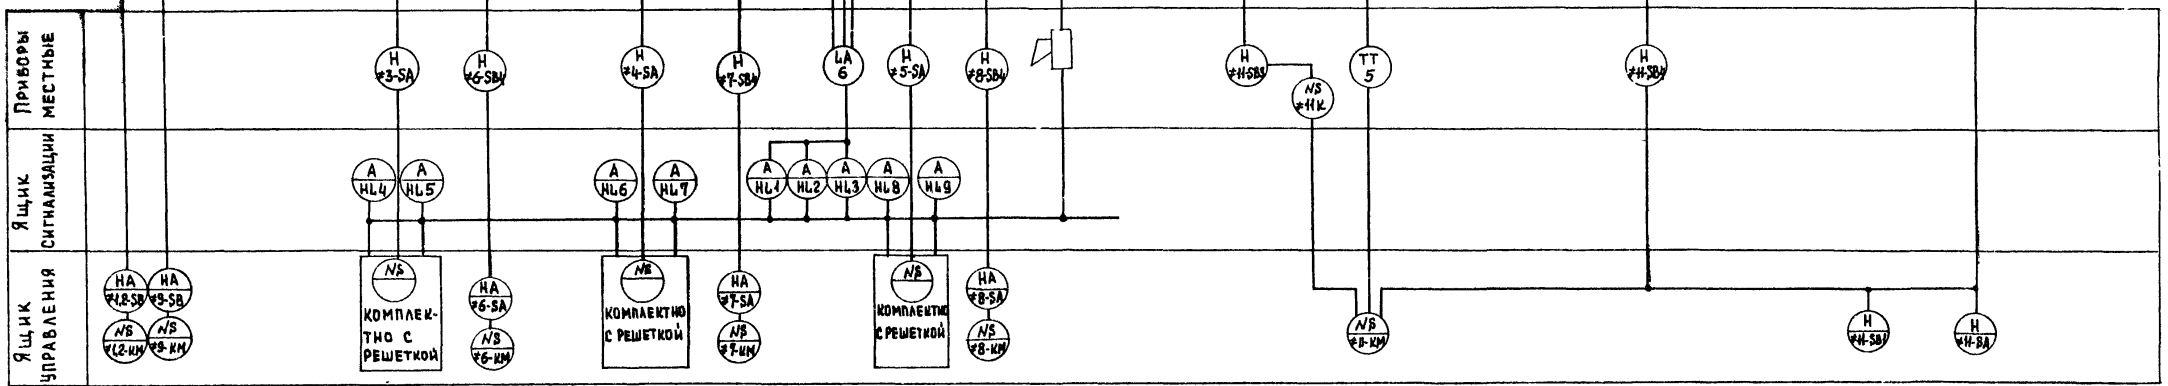 ПРИБОРЫ
МЕСТНЫЕ
H
≠3-SA
H
≠6-SB4
H
≠4-SA
H
≠7-SB4
LA
6
H
≠5-SA
H
≠8-SB4
H
≠11-SB3
NS
≠11K
TT
5
H
≠11-SB4
ЯЩИК
СИГНАЛИЗАЦИИ
A
HL4
A
HL5
A
HL6
A
HL7
A
HL1
A
HL2
A
HL3
A
HL8
A
HL9
ЯЩИК
УПРАВЛЕНИЯ
HA
≠1,2-SB
NS
≠1,2-KM
HA
≠9-SB
NS
≠9-KM
NS
КОМПЛЕК-
ТНО С
РЕШЕТКОЙ
HA
≠6-SA
NS
≠6-KM
NS
КОМПЛЕКТНО
С РЕШЕТКОЙ
HA
≠7-SA
NS
≠7-KM
NS
КОМПЛЕКТНО
С РЕШЕТКОЙ
HA
≠8-SA
NS
≠8-KM
NS
≠11-KM
H
≠11-SB1
H
≠11-SA